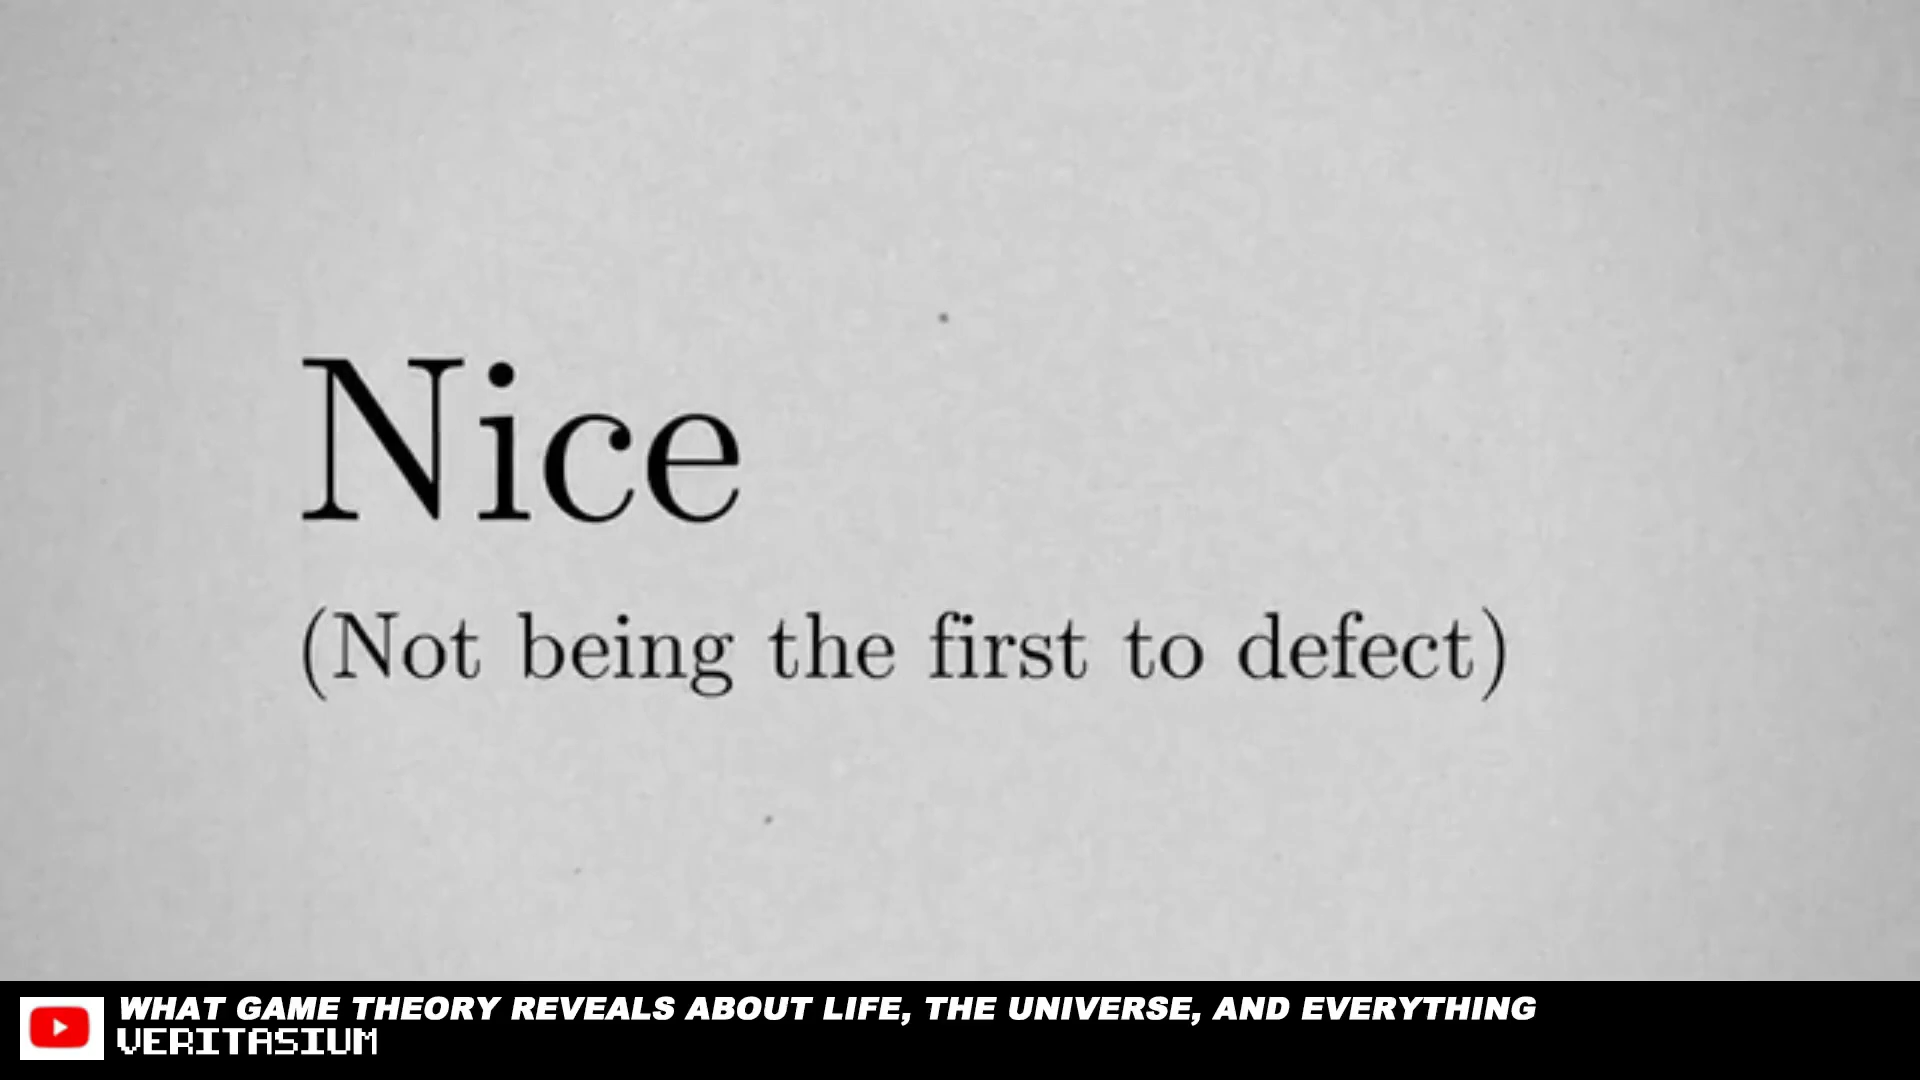 Nice
(Not being the first to defect)
WHAT GAME THEORY REVEALS ABOUT LIFE, THE UNIVERSE, AND EVERYTHING
VERITASIUM